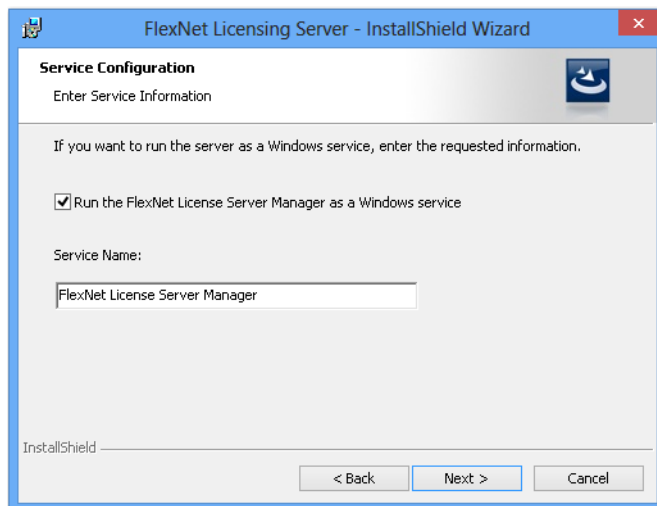 FlexNet Licensing Server - InstallShield Wizard
Service Configuration
Enter Service Information
If you want to run the server as a Windows service, enter the requested information.
Run the FlexNet License Server Manager as a Windows service
Service Name:
FlexNet License Server Manager
InstallShield
< Back
Next >
Cancel